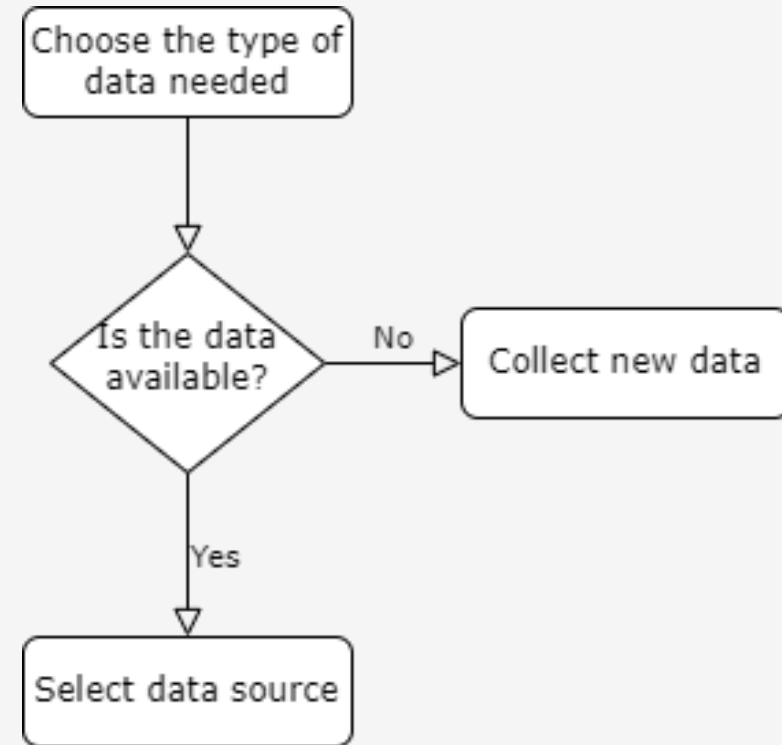 Choose the type of
data needed
Is the data
available?
No
Collect new data
Yes
Select data source